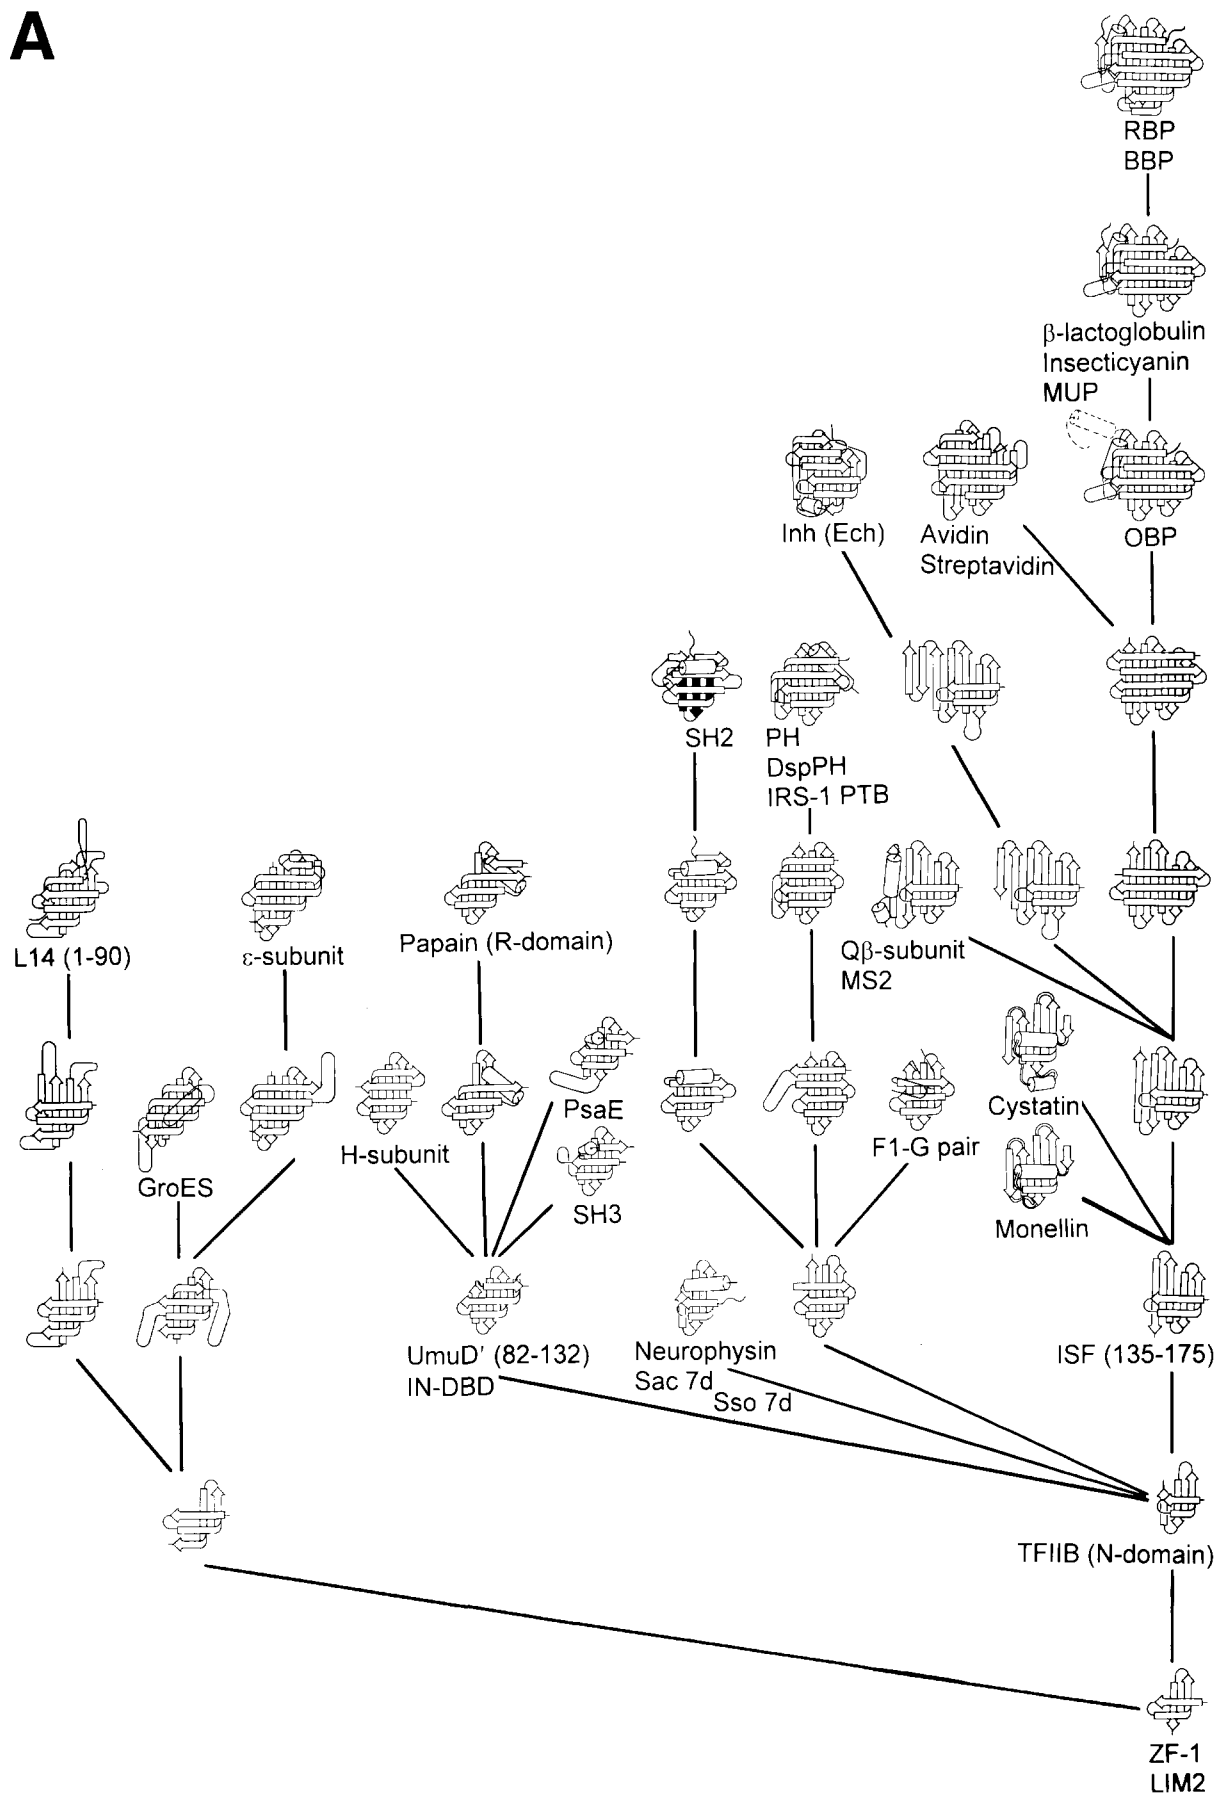 A
RBP
BBP
β-lactoglobulin
Insecticyanin
MUP
Inh (Ech)
Avidin
Streptavidin
OBP
SH2
PH
DspPH
IRS-1 PTB
L14 (1-90)
ε-subunit
Papain (R-domain)
Qβ-subunit
MS2
GroES
H-subunit
PsaE
SH3
F1-G pair
Cystatin
Monellin
UmuD' (82-132)
IN-DBD
Neurophysin
Sac 7d
Sso 7d
ISF (135-175)
TFIIB (N-domain)
ZF-1
LIM2